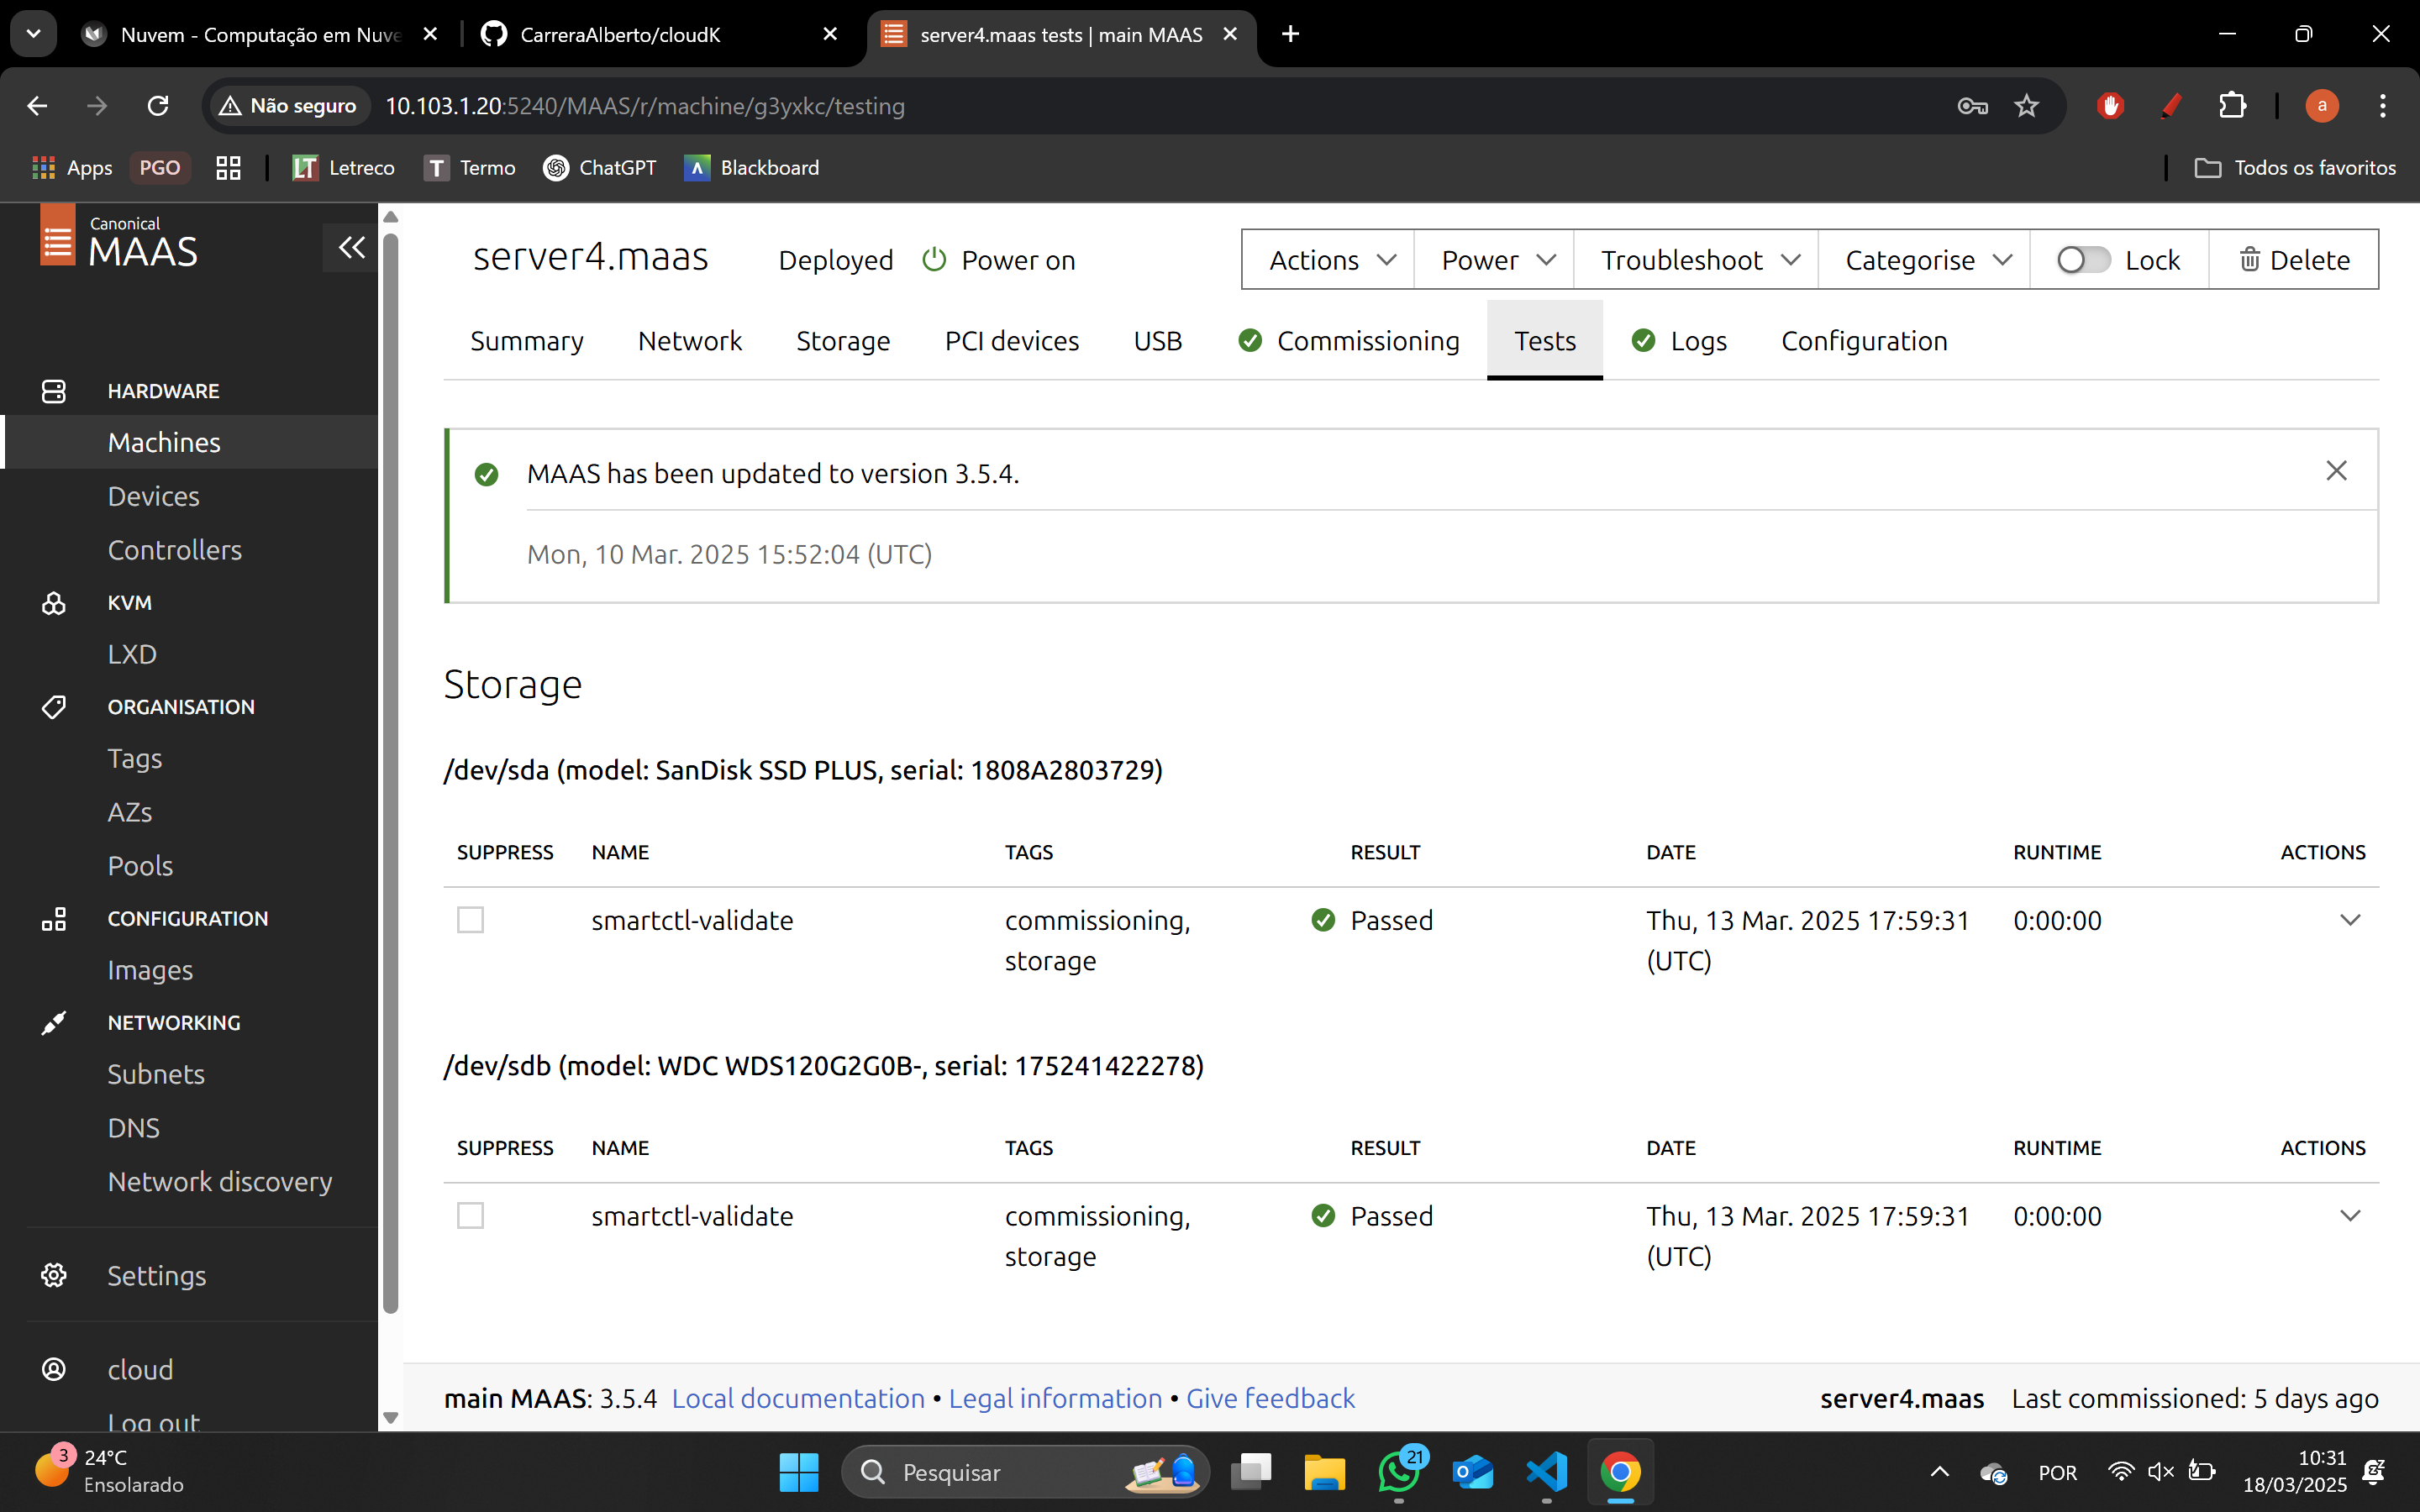 Nuvem - Computação em Nuve
CarreraAlberto/cloudK
server4.maas tests | main MAAS
Não seguro
10.103.1.20:5240/MAAS/r/machine/g3yxkc/testing
a
Apps
PGO
LT Letreco
T Termo
ChatGPT
Blackboard
Todos os favoritos
Canonical
MAAS
HARDWARE
Machines
Devices
Controllers
KVM
LXD
ORGANISATION
Tags
AZs
Pools
CONFIGURATION
Images
NETWORKING
Subnets
DNS
Network discovery
Settings
cloud
Log out
server4.maas Deployed Power on
Actions Power Troubleshoot Categorise Lock Delete
Summary Network Storage PCI devices USB Commissioning Tests Logs Configuration
MAAS has been updated to version 3.5.4.
Mon, 10 Mar. 2025 15:52:04 (UTC)
Storage
/dev/sda (model: SanDisk SSD PLUS, serial: 1808A2803729)
SUPPRESS NAME TAGS RESULT DATE RUNTIME ACTIONS
smartctl-validate commissioning, Passed Thu, 13 Mar. 2025 17:59:31 0:00:00
storage (UTC)
/dev/sdb (model: WDC WDS120G2G0B-, serial: 175241422278)
SUPPRESS NAME TAGS RESULT DATE RUNTIME ACTIONS
smartctl-validate commissioning, Passed Thu, 13 Mar. 2025 17:59:31 0:00:00
storage (UTC)
main MAAS: 3.5.4 Local documentation • Legal information • Give feedback
server4.maas Last commissioned: 5 days ago
3
24°C
Ensolarado
Pesquisar
21
POR
10:31
18/03/2025